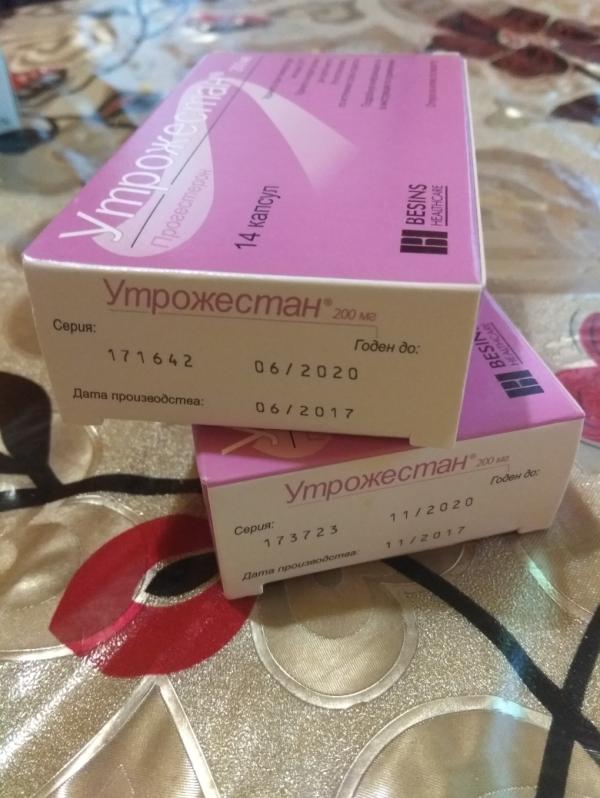 Утрожестан
Прогестерон
14 капсул
BESINS
HEALTHCARE
Утрожестан® 200 мг
Серия:
Годен до:
171642
06/2020
Дата производства:
06/2017
BESINS
HEALTHCARE
Утрожестан® 200 мг
Годен до:
Серия:
11/2020
173723
Дата производства:
11/2017